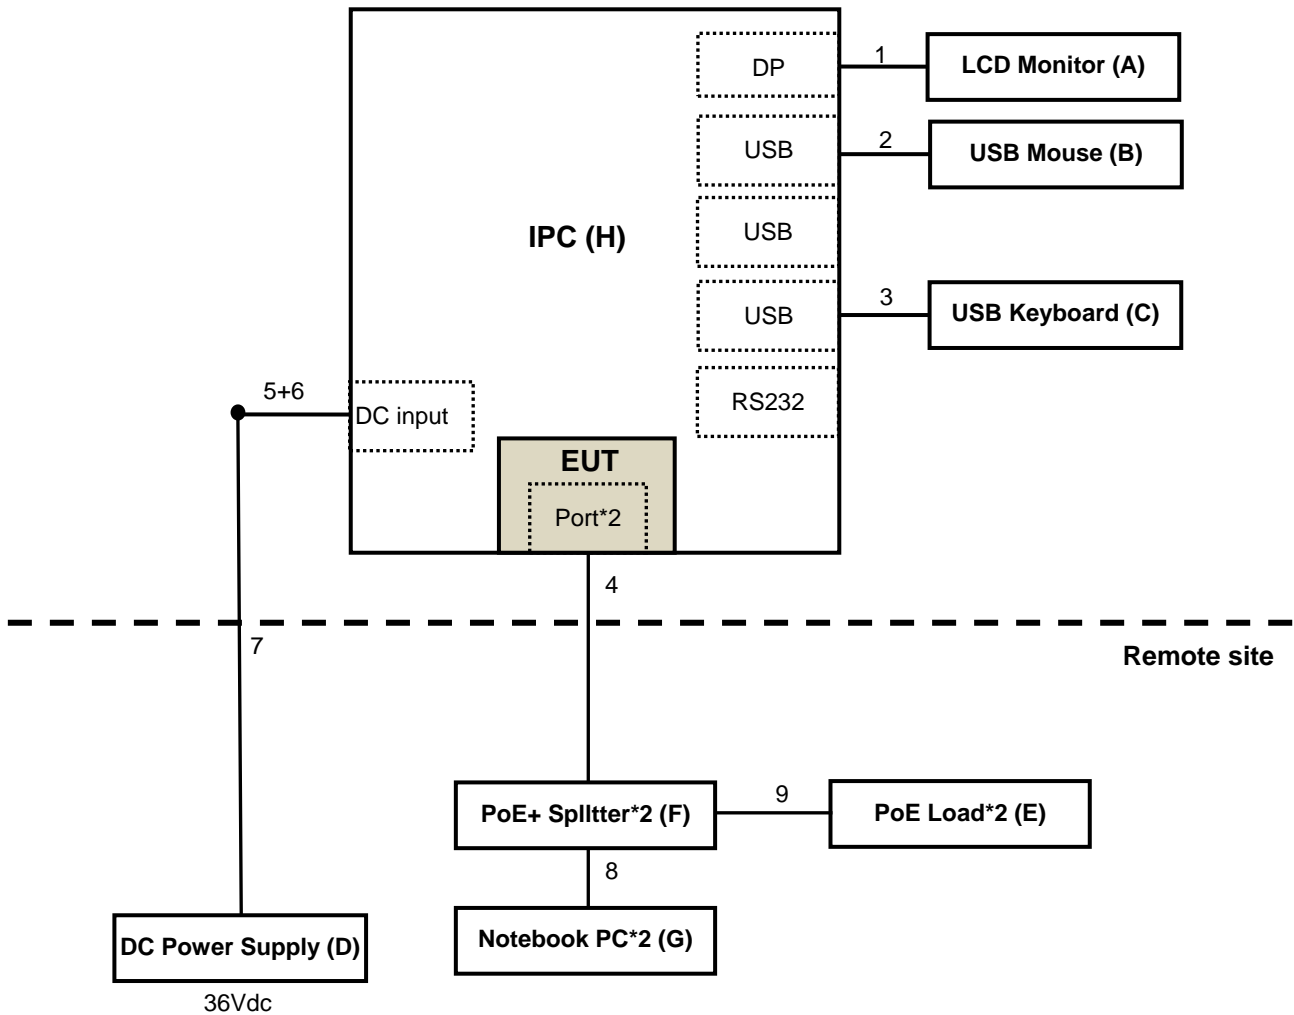 DP
1
LCD Monitor (A)
USB
2
USB Mouse (B)
IPC (H)
USB
USB
3
USB Keyboard (C)
5+6
DC input
RS232
EUT
Port*2
4
7
Remote site
PoE+ SplItter*2 (F)
9
PoE Load*2 (E)
8
Notebook PC*2 (G)
DC Power Supply (D)
36Vdc